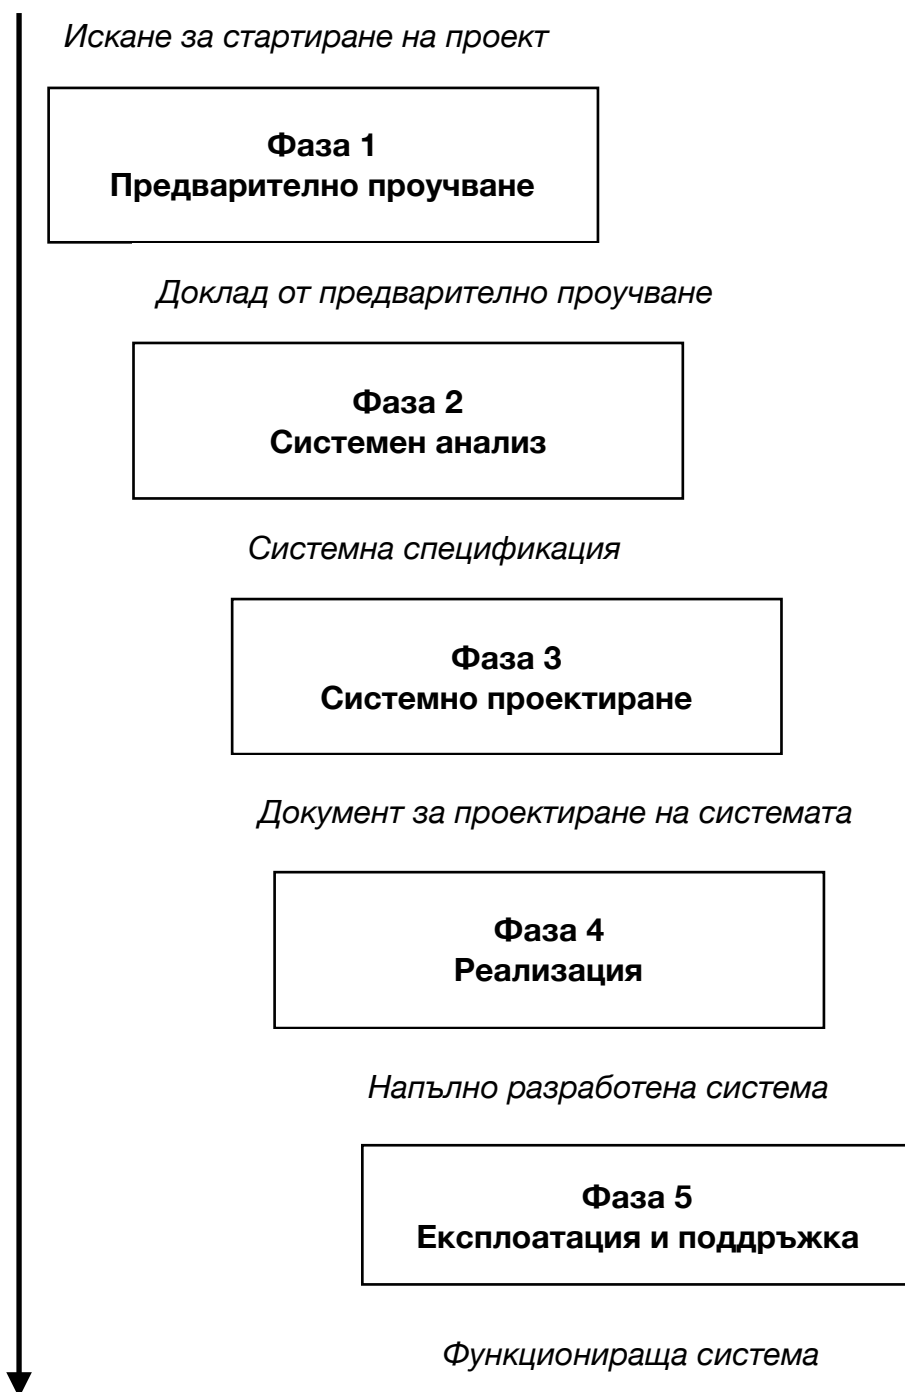 Искане за стартиране на проект
Фаза 1
Предварително проучване
Доклад от предварително проучване
Фаза 2
Системен анализ
Системна спецификация
Фаза 3
Системно проектиране
Документ за проектиране на системата
Фаза 4
Реализация
Напълно разработена система
Фаза 5
Експлоатация и поддръжка
Функционираща система